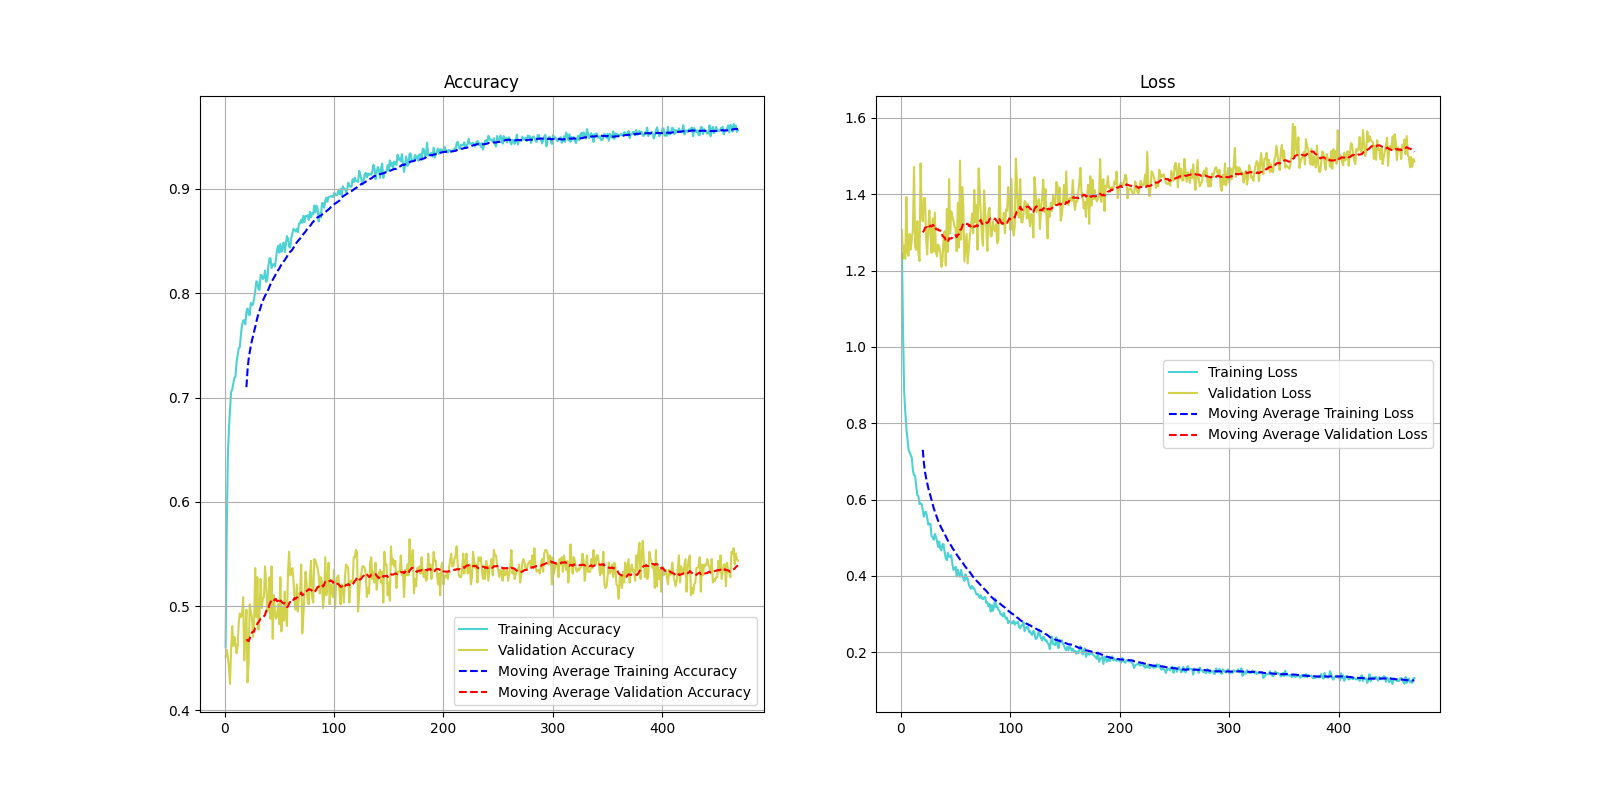 Accuracy
0.9
0.8
0.7
0.6
0.5
0.4
0 100 200 300 400
Training Accuracy
Validation Accuracy
Moving Average Training Accuracy
Moving Average Validation Accuracy
Loss
1.6
1.4
1.2
1.0
0.8
0.6
0.4
0.2
0 100 200 300 400
Training Loss
Validation Loss
Moving Average Training Loss
Moving Average Validation Loss